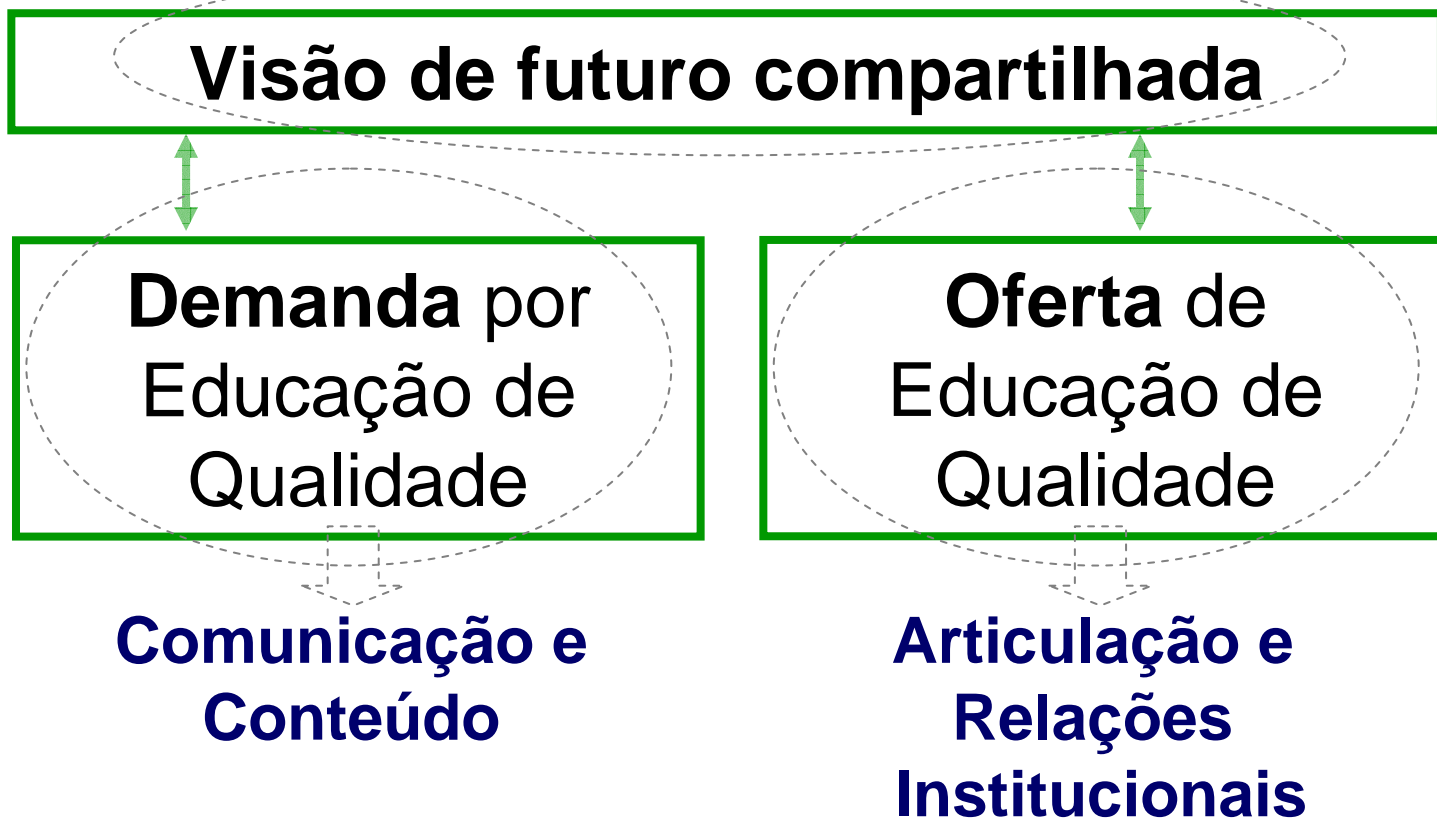 Visão de futuro compartilhada
Demanda por
Educação de
Qualidade
Oferta de
Educação de
Qualidade
Comunicação e
Conteúdo
Articulação e
Relações
Institucionais